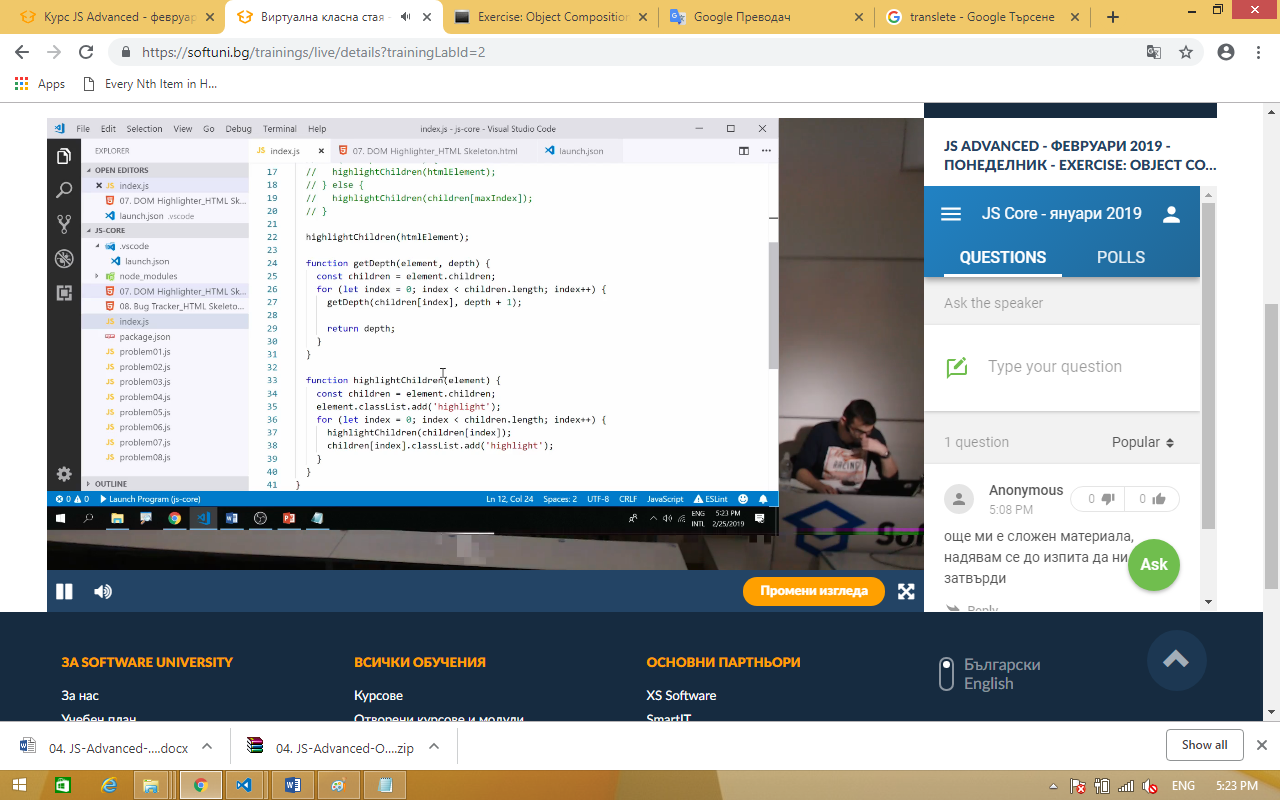 Курс JS Advanced - февруар
Виртуална класна стая -
Exercise: Object Composition
Google Преводач
translete - Google Търсене
https://softuni.bg/trainings/live/details?trainingLabId=2
Apps
Every Nth Item in H...
File Edit Selection View Go Debug Terminal Help
index.js - js-core - Visual Studio Code
EXPLORER
OPEN EDITORS
index.js
07. DOM Highlighter_HTML Sk...
launch.json .vscode
JS-CORE
.vscode
launch.json
node_modules
07. DOM Highlighter_HTML Sk...
08. Bug Tracker_HTML Skeleto...
index.js
package.json
problem01.js
problem02.js
problem03.js
problem04.js
problem05.js
problem06.js
problem07.js
problem08.js
OUTLINE
index.js
07. DOM Highlighter_HTML Skeleton.html
launch.json
17 // highlightChildren(htmlElement);
18 // } else {
19 // highlightChildren(children[maxIndex]);
20 // }
21
22 highlightChildren(htmlElement);
23
24 function getDepth(element, depth) {
25 const children = element.children;
26 for (let index = 0; index < children.length; index++) {
27 getDepth(children[index], depth + 1);
28
29 return depth;
30 }
31 }
32
33 function highlightChildren(element) {
34 const children = element.children;
35 element.classList.add('highlight');
36 for (let index = 0; index < children.length; index++) {
37 highlightChildren(children[index]);
38 children[index].classList.add('highlight');
39 }
40 }
41 }
0 0 Launch Program (js-core)
Ln 12, Col 24 Spaces: 2 UTF-8 CRLF JavaScript ESLint
ENG
INTL
5:23 PM
2/25/2019
Промени изгледа
JS ADVANCED - ФЕВРУАРИ 2019 -
ПОНЕДЕЛНИК - EXERCISE: OBJECT CO...
JS Core - януари 2019
QUESTIONS
POLLS
Ask the speaker
Type your question
1 question
Popular
Anonymous
5:08 PM
0
0
още ми е сложен материала,
надявам се до изпита да ни
затвърди
Ask
Reply
ЗА SOFTWARE UNIVERSITY
За нас
Учебен план
ВСИЧКИ ОБУЧЕНИЯ
Курсове
Отворени курсове и модули
ОСНОВНИ ПАРТНЬОРИ
XS Software
SmartIT
Български
English
04. JS-Advanced-....docx
04. JS-Advanced-O....zip
Show all
ENG
5:23 PM